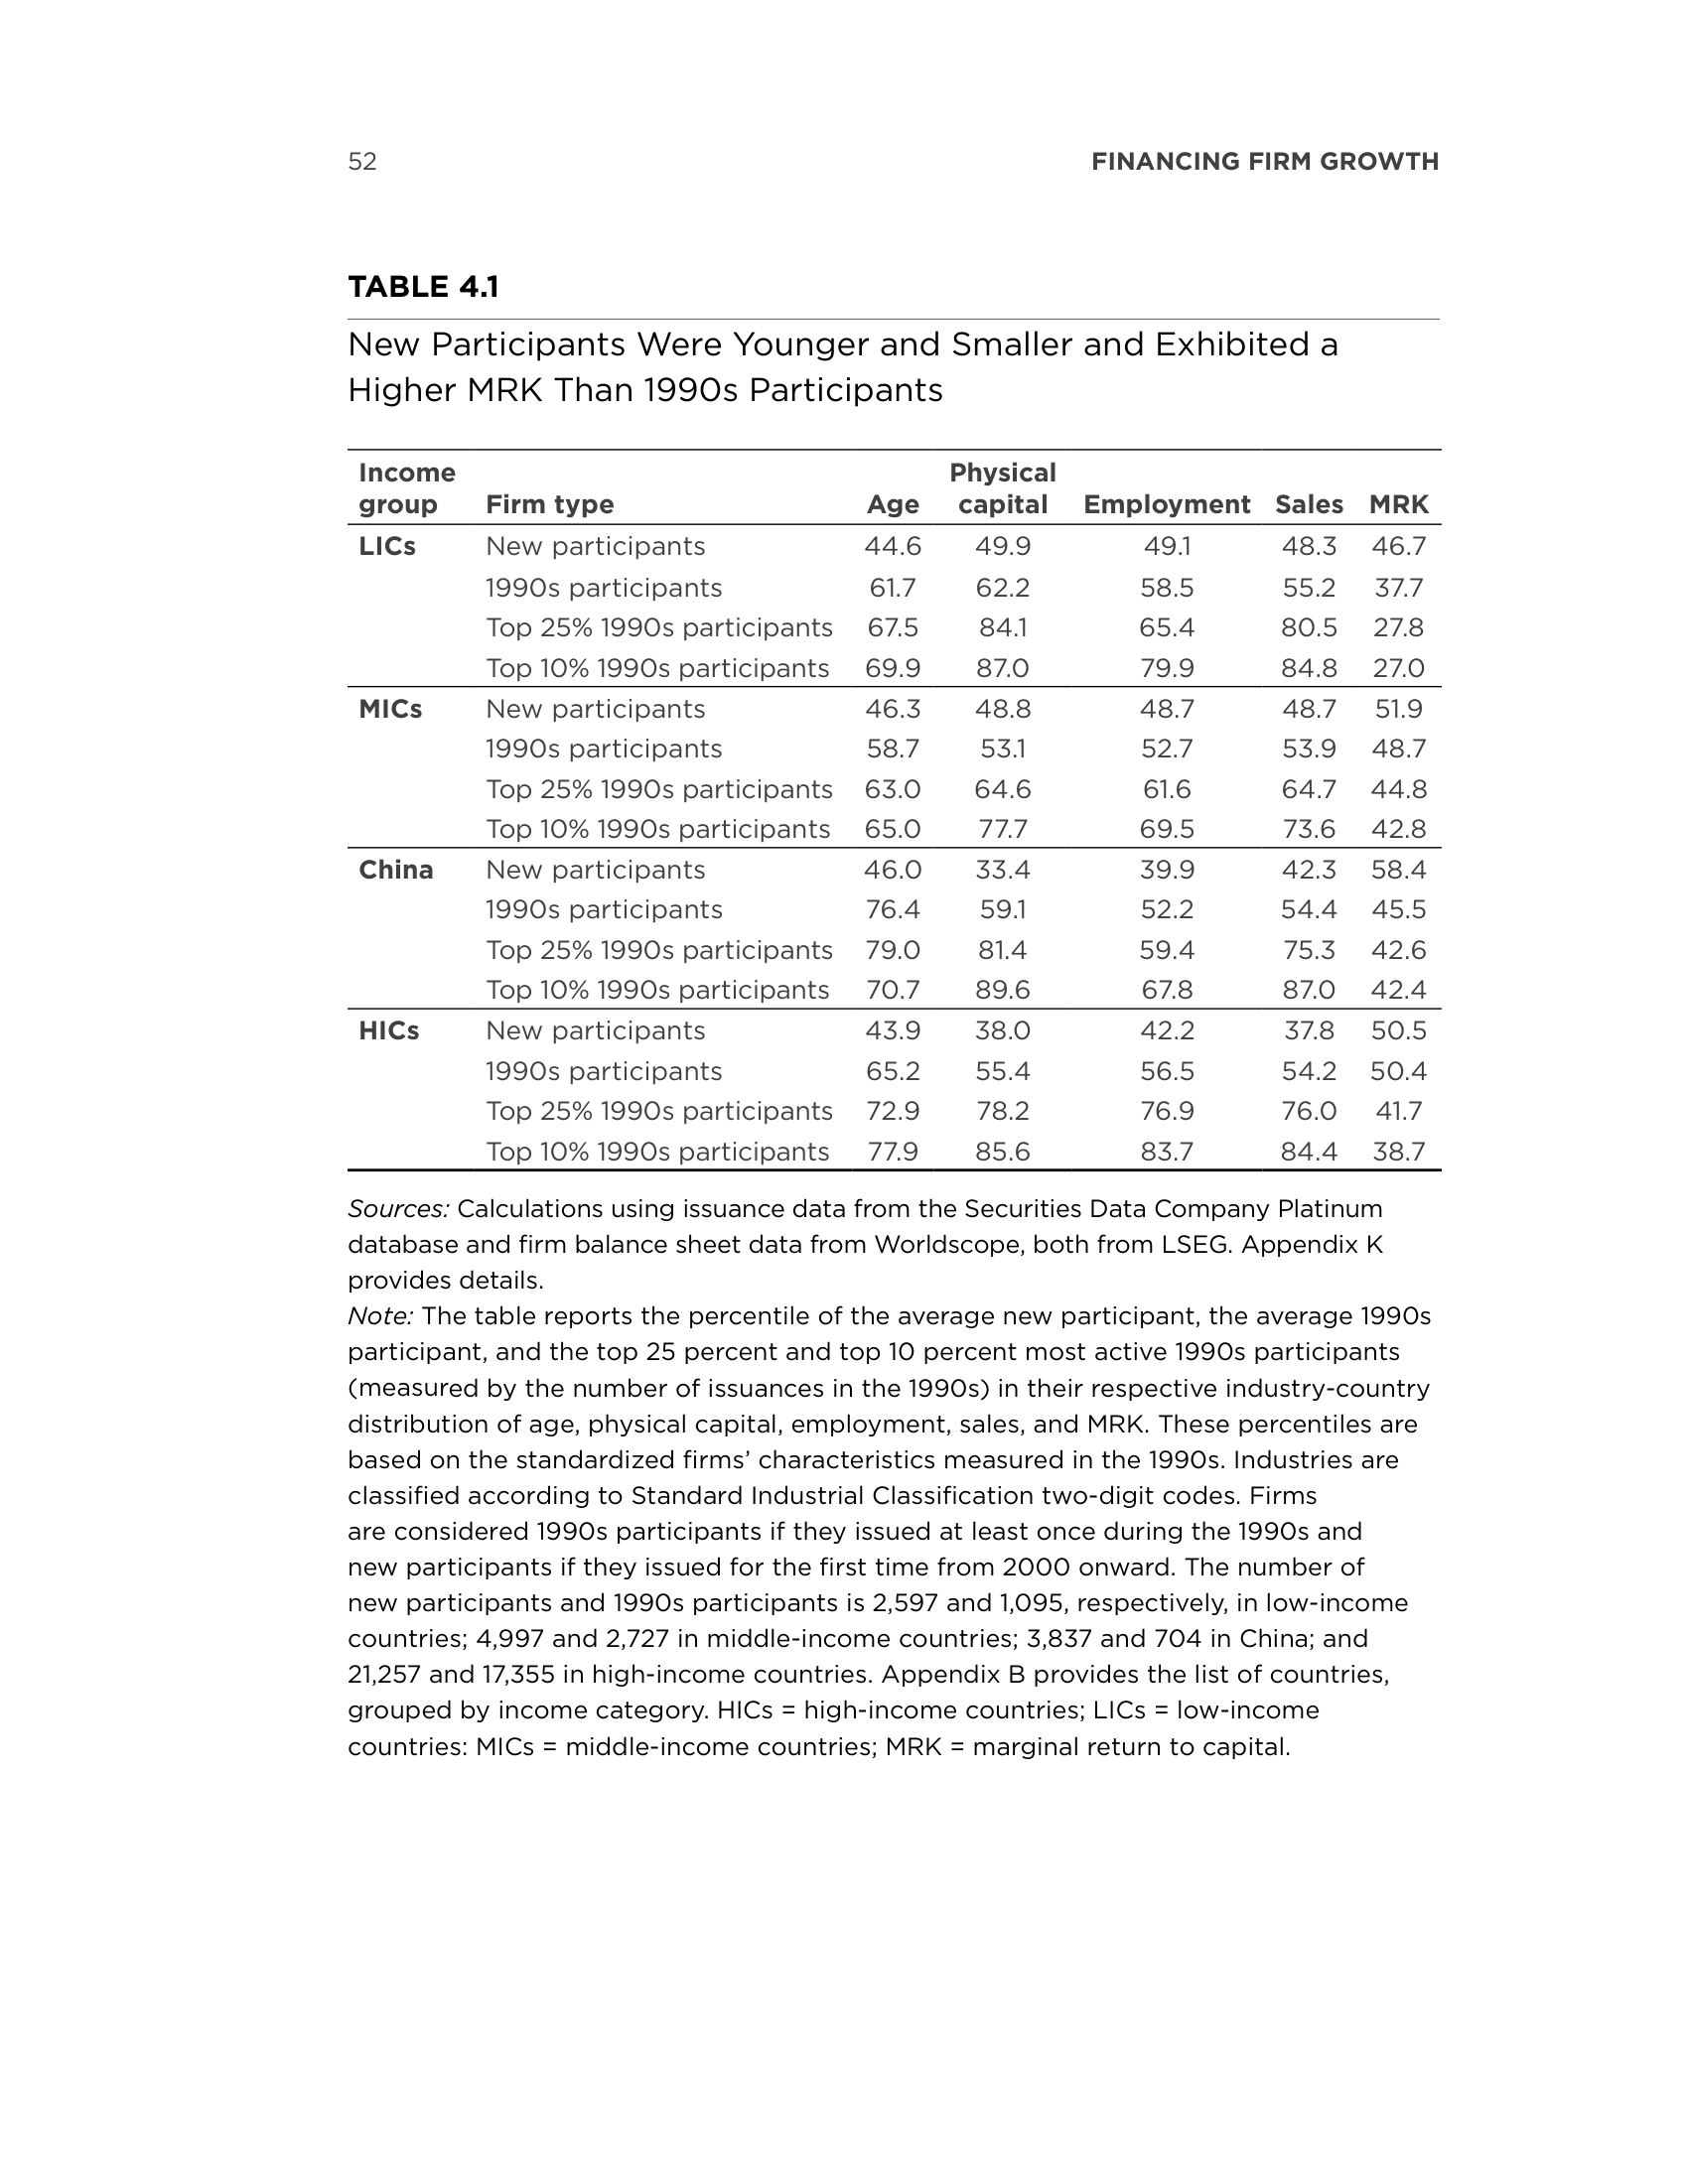 52 FINANCING FIRM GROWTH
TABLE 4.1
New Participants Were Younger and Smaller and Exhibited a
Higher MRK Than 1990s Participants
Income group Firm type Age Physical capital Employment Sales MRK
LICs New participants 44.6 49.9 49.1 48.3 46.7
1990s participants 61.7 62.2 58.5 55.2 37.7
Top 25% 1990s participants 67.5 84.1 65.4 80.5 27.8
Top 10% 1990s participants 69.9 87.0 79.9 84.8 27.0
MICs New participants 46.3 48.8 48.7 48.7 51.9
1990s participants 58.7 53.1 52.7 53.9 48.7
Top 25% 1990s participants 63.0 64.6 61.6 64.7 44.8
Top 10% 1990s participants 65.0 77.7 69.5 73.6 42.8
China New participants 46.0 33.4 39.9 42.3 58.4
1990s participants 76.4 59.1 52.2 54.4 45.5
Top 25% 1990s participants 79.0 81.4 59.4 75.3 42.6
Top 10% 1990s participants 70.7 89.6 67.8 87.0 42.4
HICs New participants 43.9 38.0 42.2 37.8 50.5
1990s participants 65.2 55.4 56.5 54.2 50.4
Top 25% 1990s participants 72.9 78.2 76.9 76.0 41.7
Top 10% 1990s participants 77.9 85.6 83.7 84.4 38.7
Sources: Calculations using issuance data from the Securities Data Company Platinum
database and firm balance sheet data from Worldscope, both from LSEG. Appendix K
provides details.
Note: The table reports the percentile of the average new participant, the average 1990s
participant, and the top 25 percent and top 10 percent most active 1990s participants
(measured by the number of issuances in the 1990s) in their respective industry-country
distribution of age, physical capital, employment, sales, and MRK. These percentiles are
based on the standardized firms’ characteristics measured in the 1990s. Industries are
classified according to Standard Industrial Classification two-digit codes. Firms
are considered 1990s participants if they issued at least once during the 1990s and
new participants if they issued for the first time from 2000 onward. The number of
new participants and 1990s participants is 2,597 and 1,095, respectively, in low-income
countries; 4,997 and 2,727 in middle-income countries; 3,837 and 704 in China; and
21,257 and 17,355 in high-income countries. Appendix B provides the list of countries,
grouped by income category. HICs = high-income countries; LICs = low-income
countries: MICs = middle-income countries; MRK = marginal return to capital.